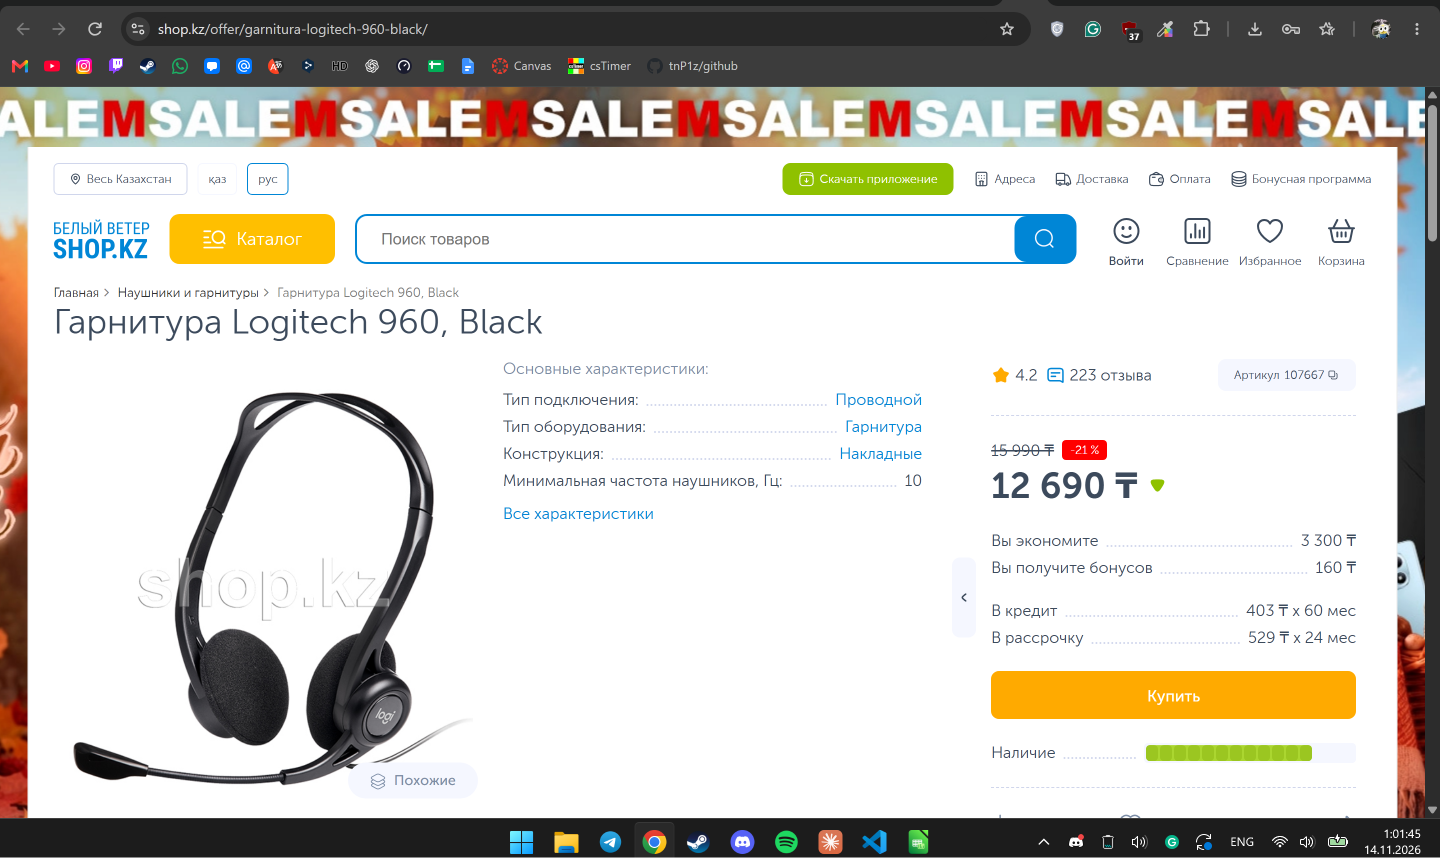 shop.kz/offer/garnitura-logitech-960-black/
37
HD
Canvas
csTimer
tnP1z/github
ALEMSALEMSALEMSALEMSALEMSALEMSALEMSALE
Весь Казахстан
қаз
рус
Скачать приложение
Адреса
Доставка
Оплата
Бонусная программа
БЕЛЫЙ ВЕТЕР
SHOP.KZ
Каталог
Поиск товаров
Войти
Сравнение
Избранное
Корзина
Главная > Наушники и гарнитуры > Гарнитура Logitech 960, Black
Гарнитура Logitech 960, Black
shop.kz
logi
Похожие
Основные характеристики:
Тип подключения: Проводной
Тип оборудования: Гарнитура
Конструкция: Накладные
Минимальная частота наушников, Гц: 10
Все характеристики
4.2
223 отзыва
Артикул 107667
15 990 ₸
-21 %
12 690 ₸
Вы экономите 3 300 ₸
Вы получите бонусов 160 ₸
В кредит 403 ₸ x 60 мес
В рассрочку 529 ₸ x 24 мес
Купить
Наличие
ENG
1:01:45
14.11.2026